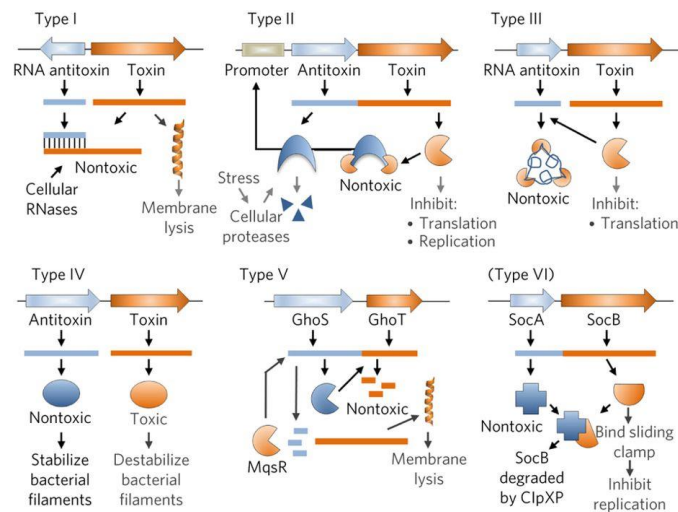 Type I
RNA antitoxin
Toxin
Nontoxic
Cellular
RNases
Membrane
lysis
Type II
Promoter
Antitoxin
Toxin
Stress
Cellular
proteases
Nontoxic
Inhibit:
• Translation
• Replication
Type III
RNA antitoxin
Toxin
Nontoxic
Inhibit:
• Translation
Type IV
Antitoxin
Toxin
Nontoxic
Toxic
Stabilize
bacterial
filaments
Destabilize
bacterial
filaments
Type V
GhoS
GhoT
Nontoxic
MqsR
Membrane
lysis
(Type VI)
SocA
SocB
Nontoxic
SocB
degraded
by ClpXP
Bind sliding
clamp
Inhibit
replication